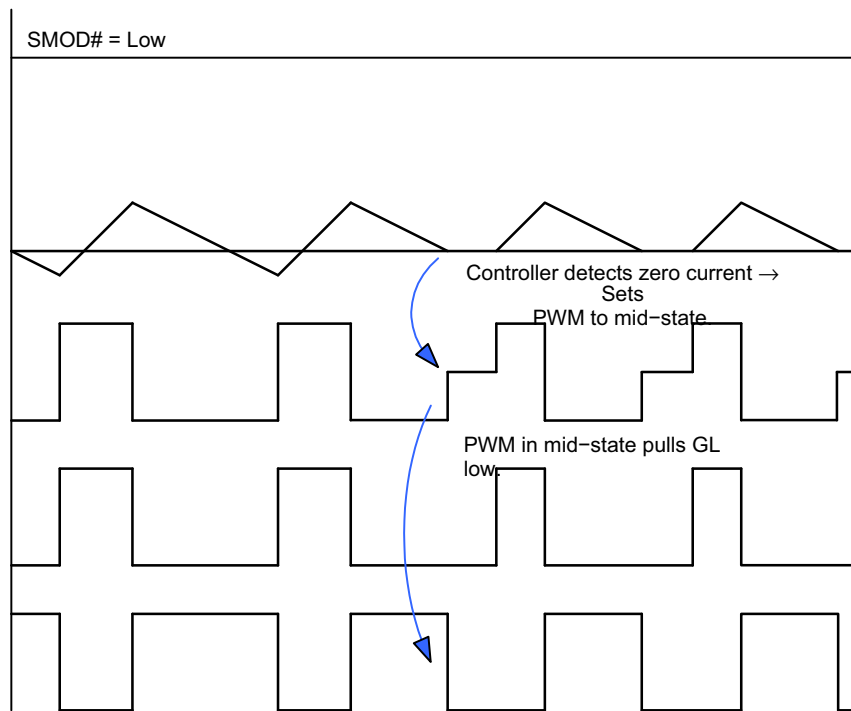 SMOD# = Low
Controller detects zero current →
Sets
PWM to mid−state.
PWM in mid−state pulls GL
low.